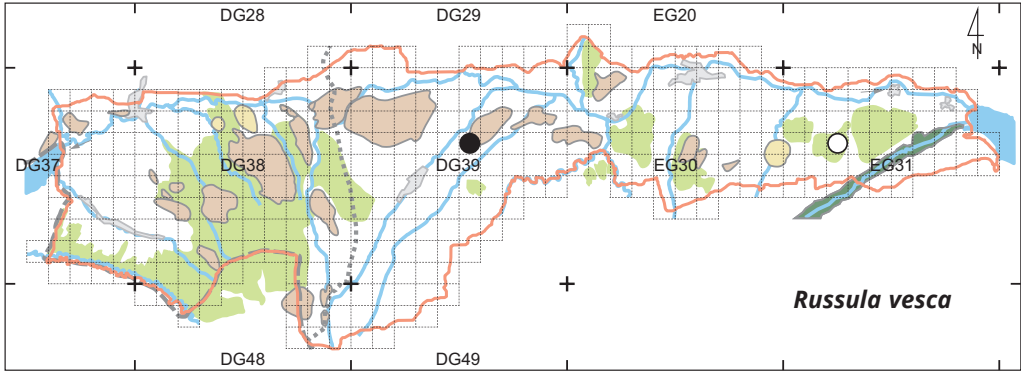 DG28 DG29 EG20
N
DG37 DG38 DG39 EG30 EG31
Russula vesca
DG48 DG49